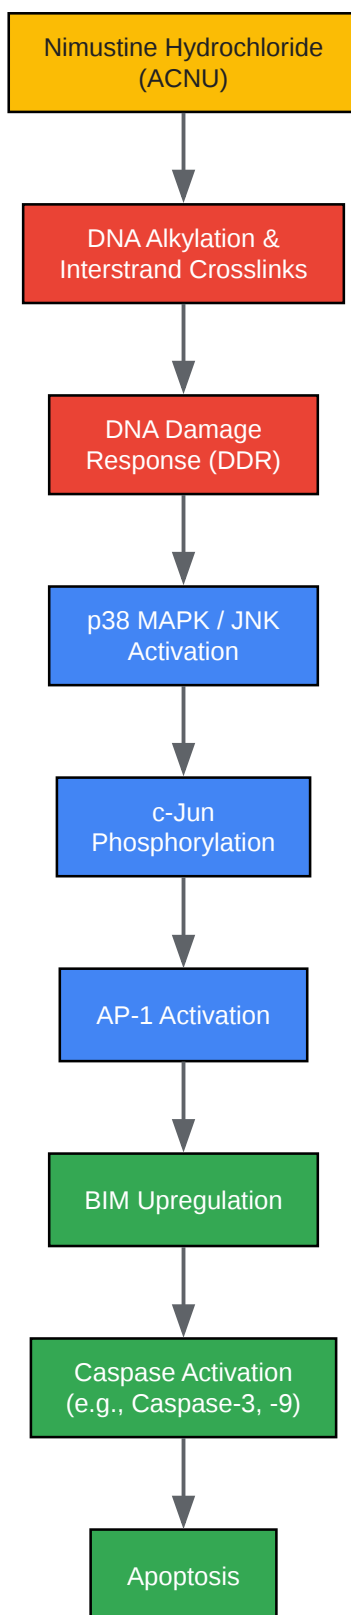 Nimustine Hydrochloride
(ACNU)
DNA Alkylation &
Interstrand Crosslinks
DNA Damage
Response (DDR)
p38 MAPK / JNK
Activation
c-Jun
Phosphorylation
AP-1 Activation
BIM Upregulation
Caspase Activation
(e.g., Caspase-3, -9)
Apoptosis